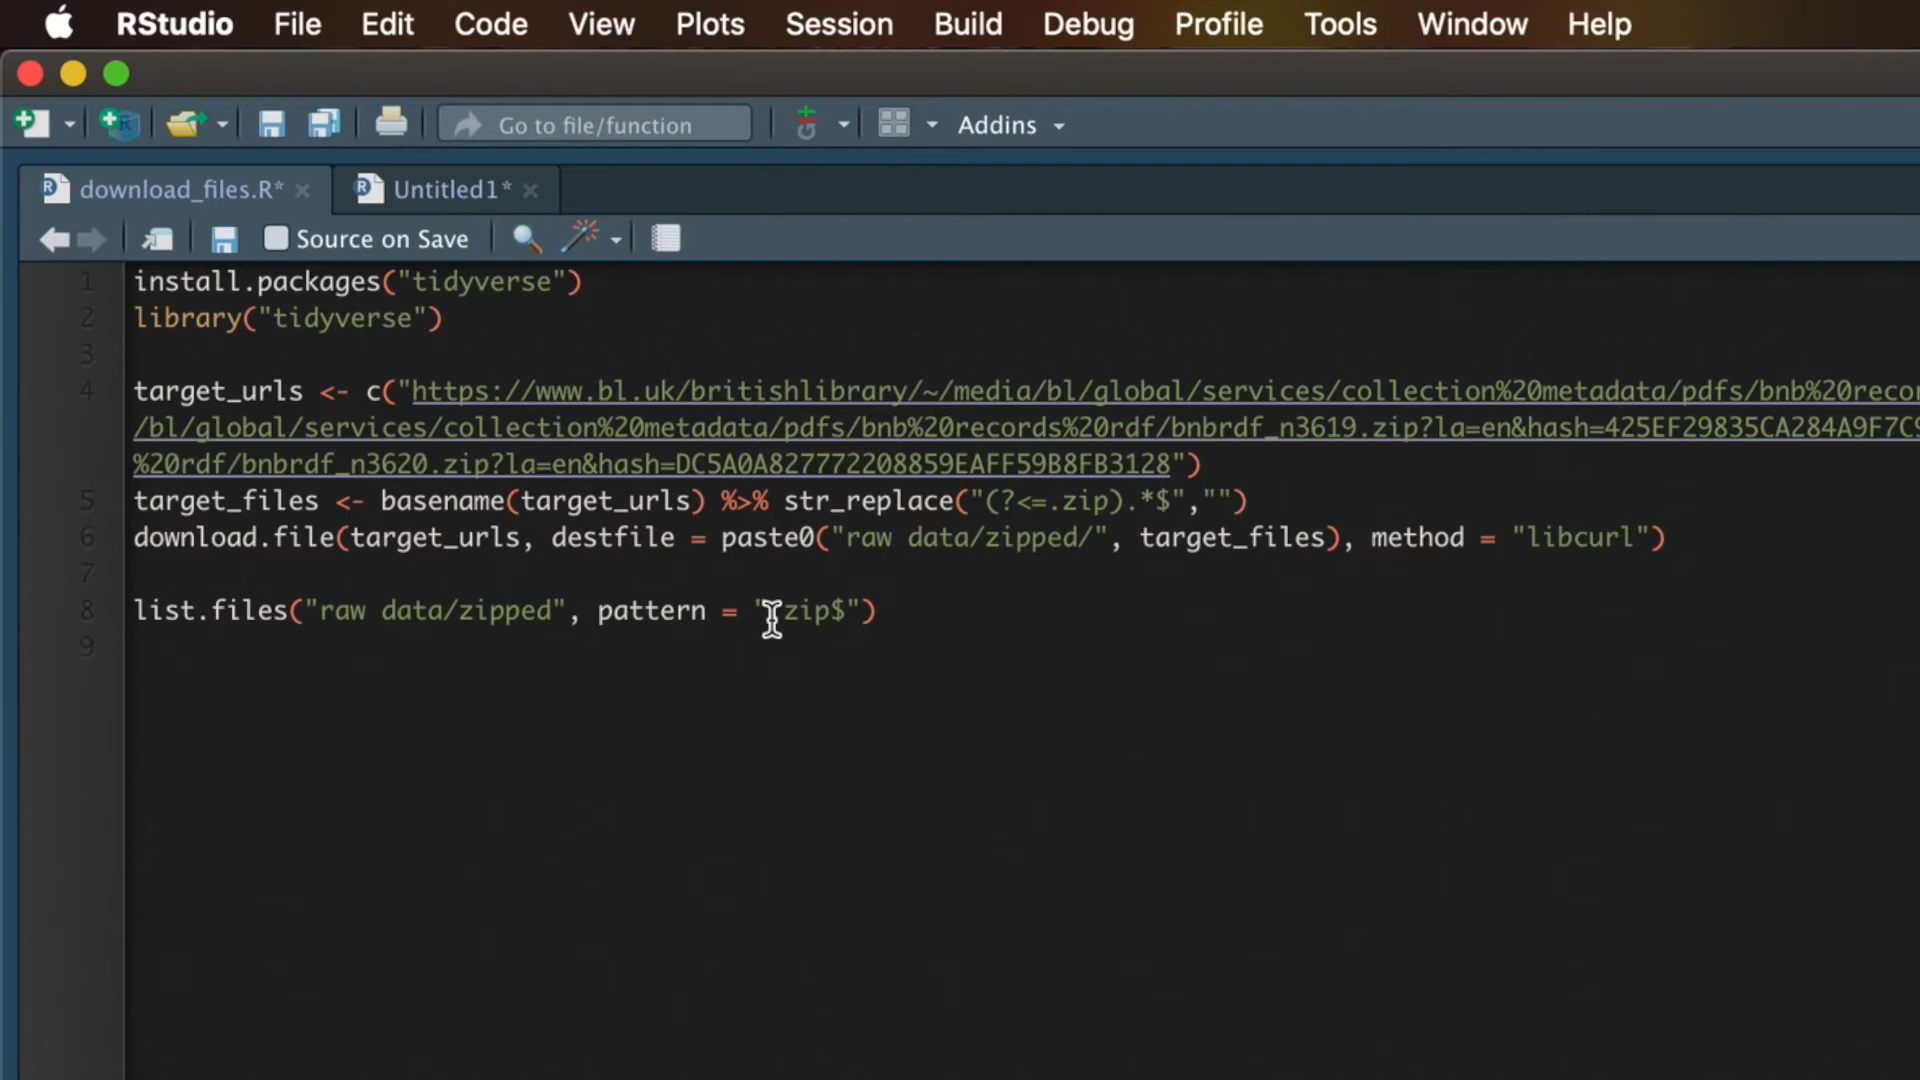 RStudio File Edit Code View Plots Session Build Debug Profile Tools Window Help
Go to file/function Addins
download_files.R* Untitled1*
Source on Save
1 install.packages("tidyverse")
2 library("tidyverse")
3
4 target_urls <- c("https://www.bl.uk/britishlibrary/~/media/bl/global/services/collection%20metadata/pdfs/bnb%20recor
/bl/global/services/collection%20metadata/pdfs/bnb%20records%20rdf/bnbrdf_n3619.zip?la=en&hash=425EF29835CA284A9F7C9
%20rdf/bnbrdf_n3620.zip?la=en&hash=DC5A0A827772208859EAFF59B8FB3128")
5 target_files <- basename(target_urls) %>% str_replace("(?<=.zip).*$","")
6 download.file(target_urls, destfile = paste0("raw data/zipped/", target_files), method = "libcurl")
7
8 list.files("raw data/zipped", pattern = "zip$")
9